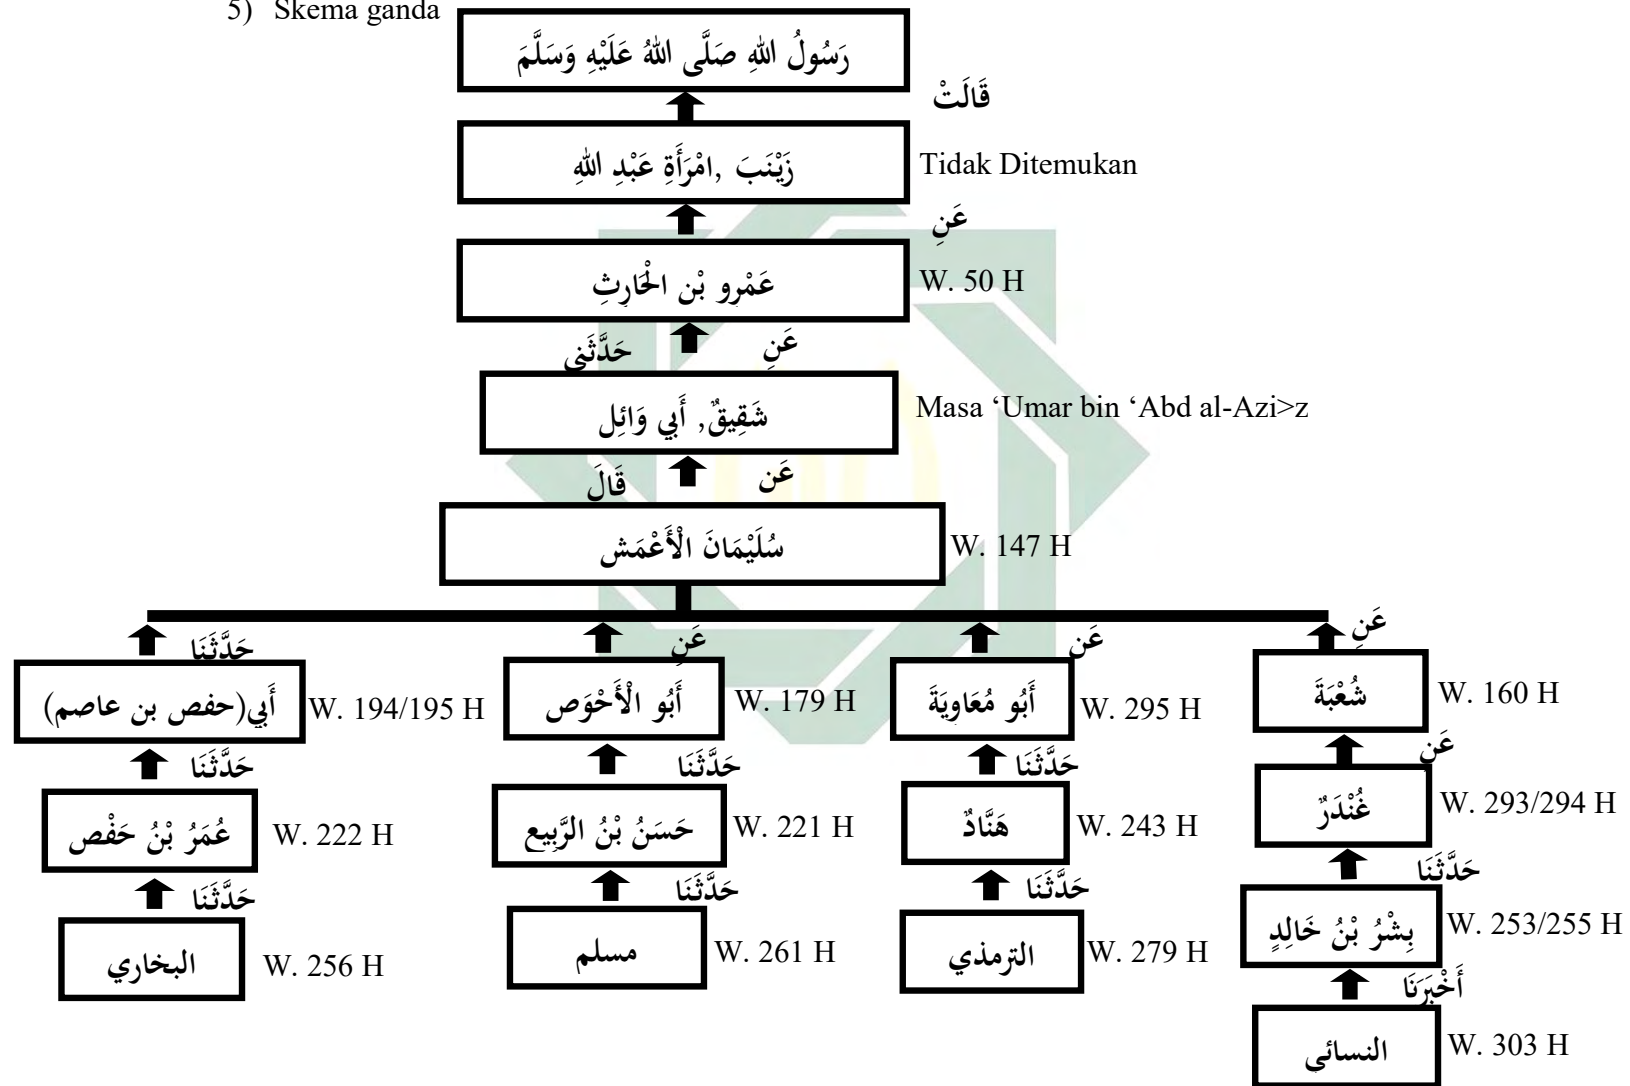 5) Skema ganda
رَسُولُ اللهِ صَلَّى اللهُ عَلَيْهِ وَسَلَّمَ
قَالَتْ
زَيْنَبَ ,امْرَأَةِ عَبْدِ اللهِ
Tidak Ditemukan
عَنِ
عَمْرِو بْنِ الْحَارِثِ
W. 50 H
حَدَّثَنِي
عَنِ
شَقِيقٌ, أَبِي وَائِل
Masa ‘Umar bin ‘Abd al-Azi>z
قَالَ
عَن
سُلَيْمَانَ الْأَعْمَش
W. 147 H
حَدَّثَنَا
عَنِ
عَن
عَنِ
أَبِي(حفص بن عاصم)
W. 194/195 H
أَبُو الْأَحْوَص
W. 179 H
أَبُو مُعَاوِيَةَ
W. 295 H
شُعْبَةَ
W. 160 H
حَدَّثَنَا
حَدَّثَنَا
حَدَّثَنَا
عَنِ
عُمَرُ بْنُ حَفْص
W. 222 H
حَسَنُ بْنُ الرَّبِيع
W. 221 H
هَنَّادٌ
W. 243 H
غُنْدَرٌ
W. 293/294 H
حَدَّثَنَا
حَدَّثَنَا
حَدَّثَنَا
حَدَّثَنَا
البخاري
W. 256 H
مسلم
W. 261 H
الترمذي
W. 279 H
بِشْرُ بْنُ خَالِدٍ
W. 253/255 H
أَخْبَرَنَا
النسائى
W. 303 H